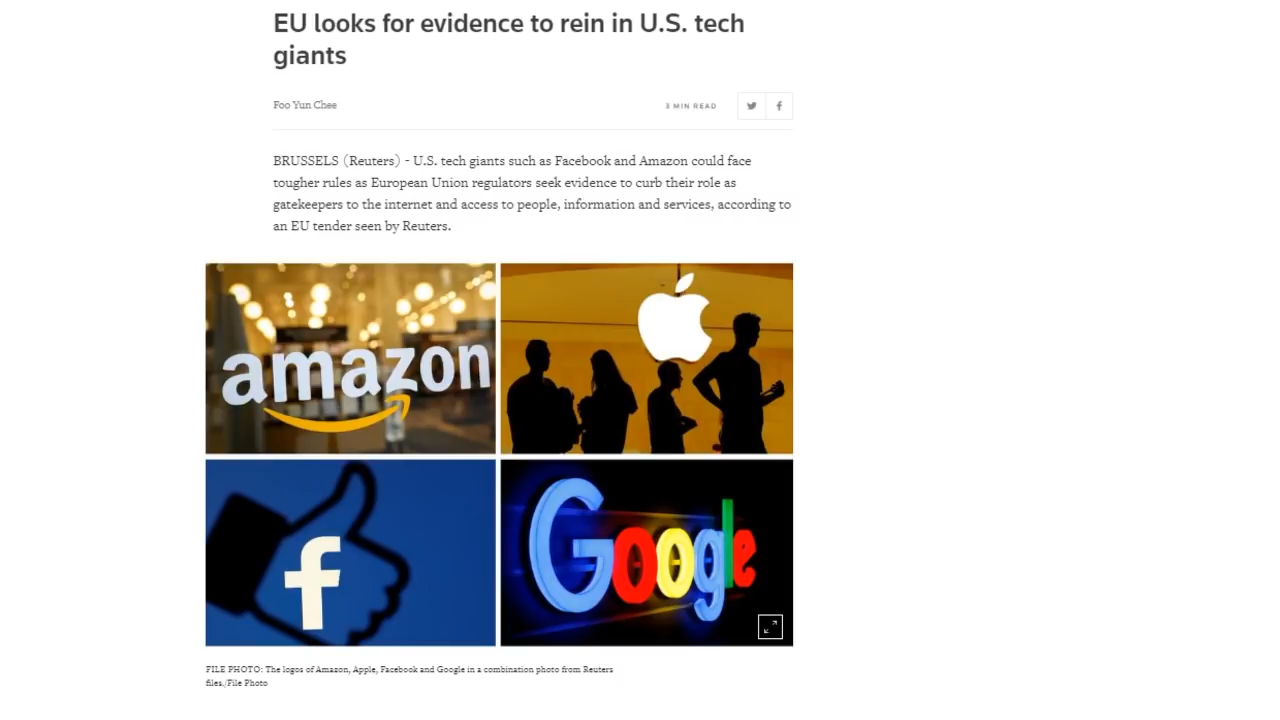 EU looks for evidence to rein in U.S. tech
giants
Foo Yun Chee
3 MIN READ
BRUSSELS (Reuters) - U.S. tech giants such as Facebook and Amazon could face
tougher rules as European Union regulators seek evidence to curb their role as
gatekeepers to the internet and access to people, information and services, according to
an EU tender seen by Reuters.
amazon
f
Google
FILE PHOTO: The logos of Amazon, Apple, Facebook and Google in a combination photo from Reuters
files./File Photo